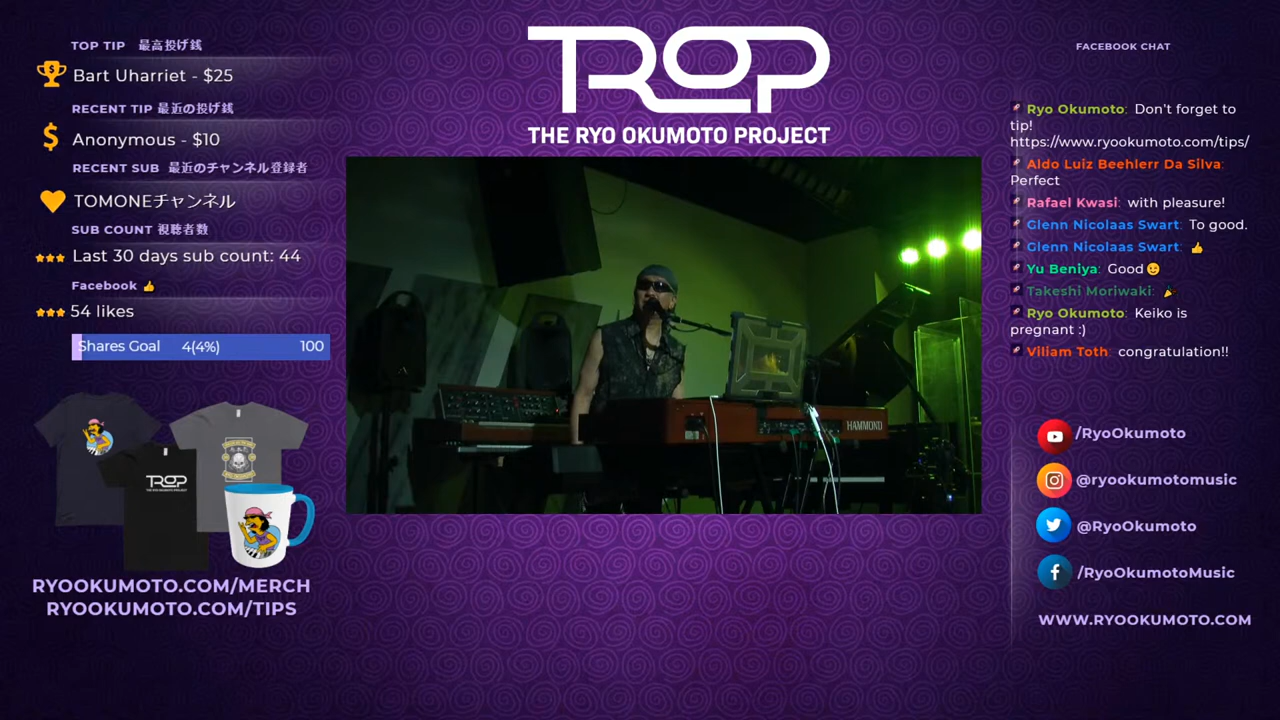 TOP TIP 最高投げ銭
Bart Uharriet - $25
RECENT TIP 最近の投げ銭
Anonymous - $10
RECENT SUB 最近のチャンネル登録者
TOMONEチャンネル
SUB COUNT 視聴者数
Last 30 days sub count: 44
Facebook 👍
54 likes
Shares Goal 4(4%) 100
TROP
THE RYO OKUMOTO PROJECT
RYOOKUMOTO.COM/MERCH
RYOOKUMOTO.COM/TIPS
TROP
THE RYO OKUMOTO PROJECT
HAMMOND
FACEBOOK CHAT
Ryo Okumoto: Don't forget to
tip!
https://www.ryookumoto.com/tips/
Aldo Luiz Beehlerr Da Silva:
Perfect
Rafael Kwasi: with pleasure!
Glenn Nicolaas Swart: To good.
Glenn Nicolaas Swart: 👍
Yu Beniya: Good😉
Takeshi Moriwaki: 🎉
Ryo Okumoto: Keiko is
pregnant :)
Viliam Toth: congratulation!!
/RyoOkumoto
@ryookumotomusic
@RyoOkumoto
/RyoOkumotoMusic
WWW.RYOOKUMOTO.COM